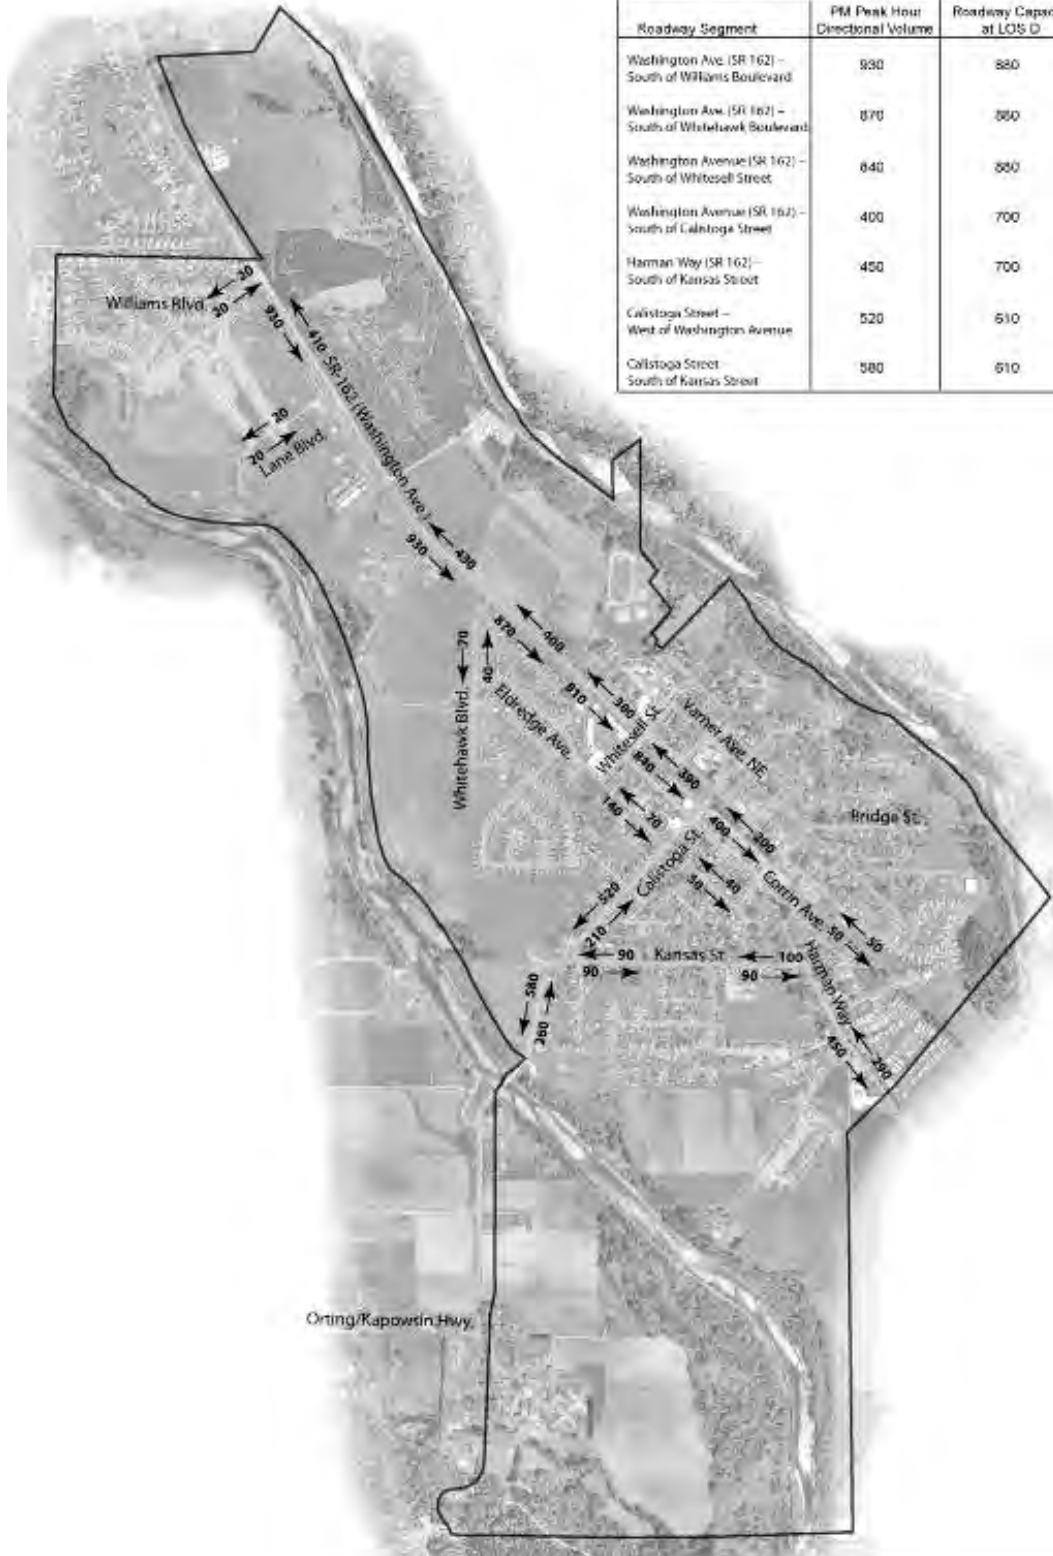 Roadway Segment
PM Peak Hour
Directional Volume
Roadway Capac
at LOS D
Washington Ave. (SR 162) –
South of Williams Boulevard
930
880
Washington Ave. (SR 162) –
South of Whitehawk Boulevard
870
880
Washington Avenue (SR 162) –
South of Whitesell Street
840
880
Washington Avenue (SR 162) –
South of Calistoga Street
400
700
Harman Way (SR 162) –
South of Kansas Street
450
700
Calistoga Street –
West of Washington Avenue
520
610
Calistoga Street
South of Kansas Street
580
610
20
Williams Blvd.
20
930
410
SR-162 (Washington Ave.)
20
20
Lane Blvd.
930
430
870
400
70
40
Whitehawk Blvd.
Eldredge Ave.
810
380
Whitesell St.
Varner Ave. NE
840
390
140
20
400
200
Bridge St.
Calistoga St.
50
40
Corrin Ave.
50
50
520
210
90
Kansas St
100
90
90
Harman Way
580
260
450
290
Orting/Kapowsin Hwy.